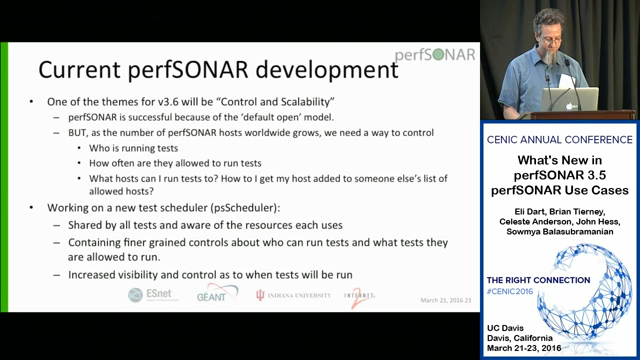 perfSONAR
Current perfSONAR development
• One of the themes for v3.6 will be “Control and Scalability”
– perfSONAR is successful because of the ‘default open’ model.
– BUT, as the number of perfSONAR hosts worldwide grows, we need a way to control
• Who is running tests
• How often are they allowed to run tests
• What hosts can I run tests to? How to I get my host added to someone else’s list of
allowed hosts?
• Working on a new test scheduler (psScheduler):
– Shared by all tests and aware of the resources each uses
– Containing finer grained controls about who can run tests and what tests they
are allowed to run.
– Increased visibility and control as to when tests will be run
ESnet
GÉANT
INDIANA UNIVERSITY
INTERNET 2
March 21, 2016 23
CENIC ANNUAL CONFERENCE
What's New in
perfSONAR 3.5
perfSONAR Use Cases
Eli Dart, Brian Tierney,
Celeste Anderson, John Hess,
Sowmya Balasubramanian
THE RIGHT CONNECTION
#CENIC2016
UC Davis
Davis, California
March 21-23, 2016